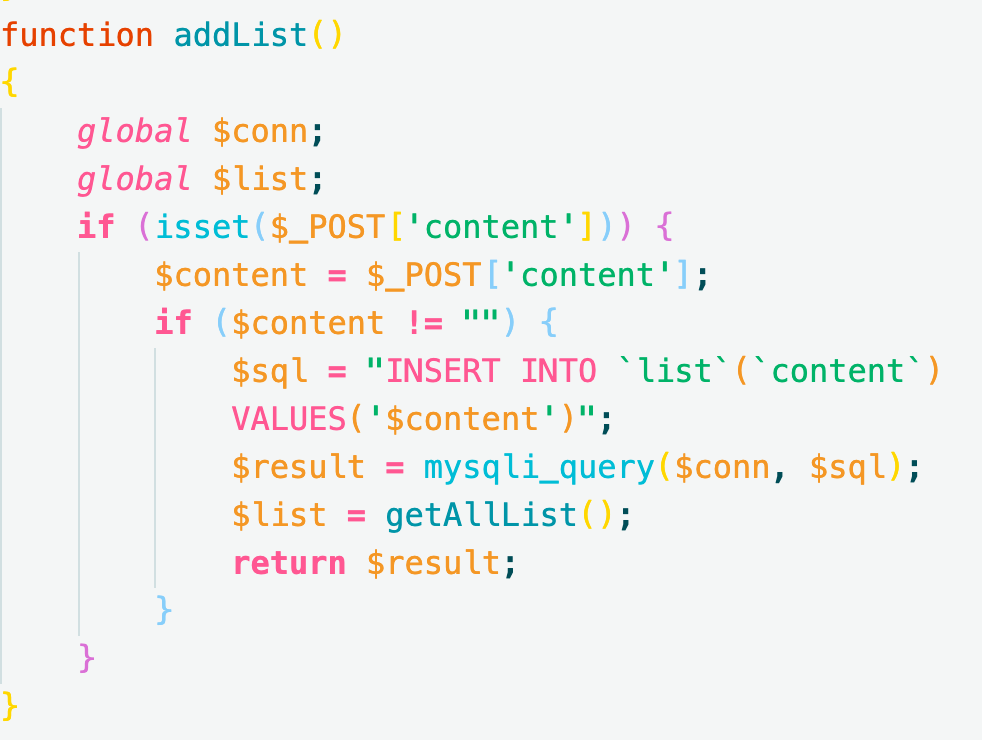 function addList()
{
global $conn;
global $list;
if (isset($_POST['content'])) {
$content = $_POST['content'];
if ($content != "") {
$sql = "INSERT INTO `list`(`content`)
VALUES('$content')";
$result = mysqli_query($conn, $sql);
$list = getAllList();
return $result;
}
}
}